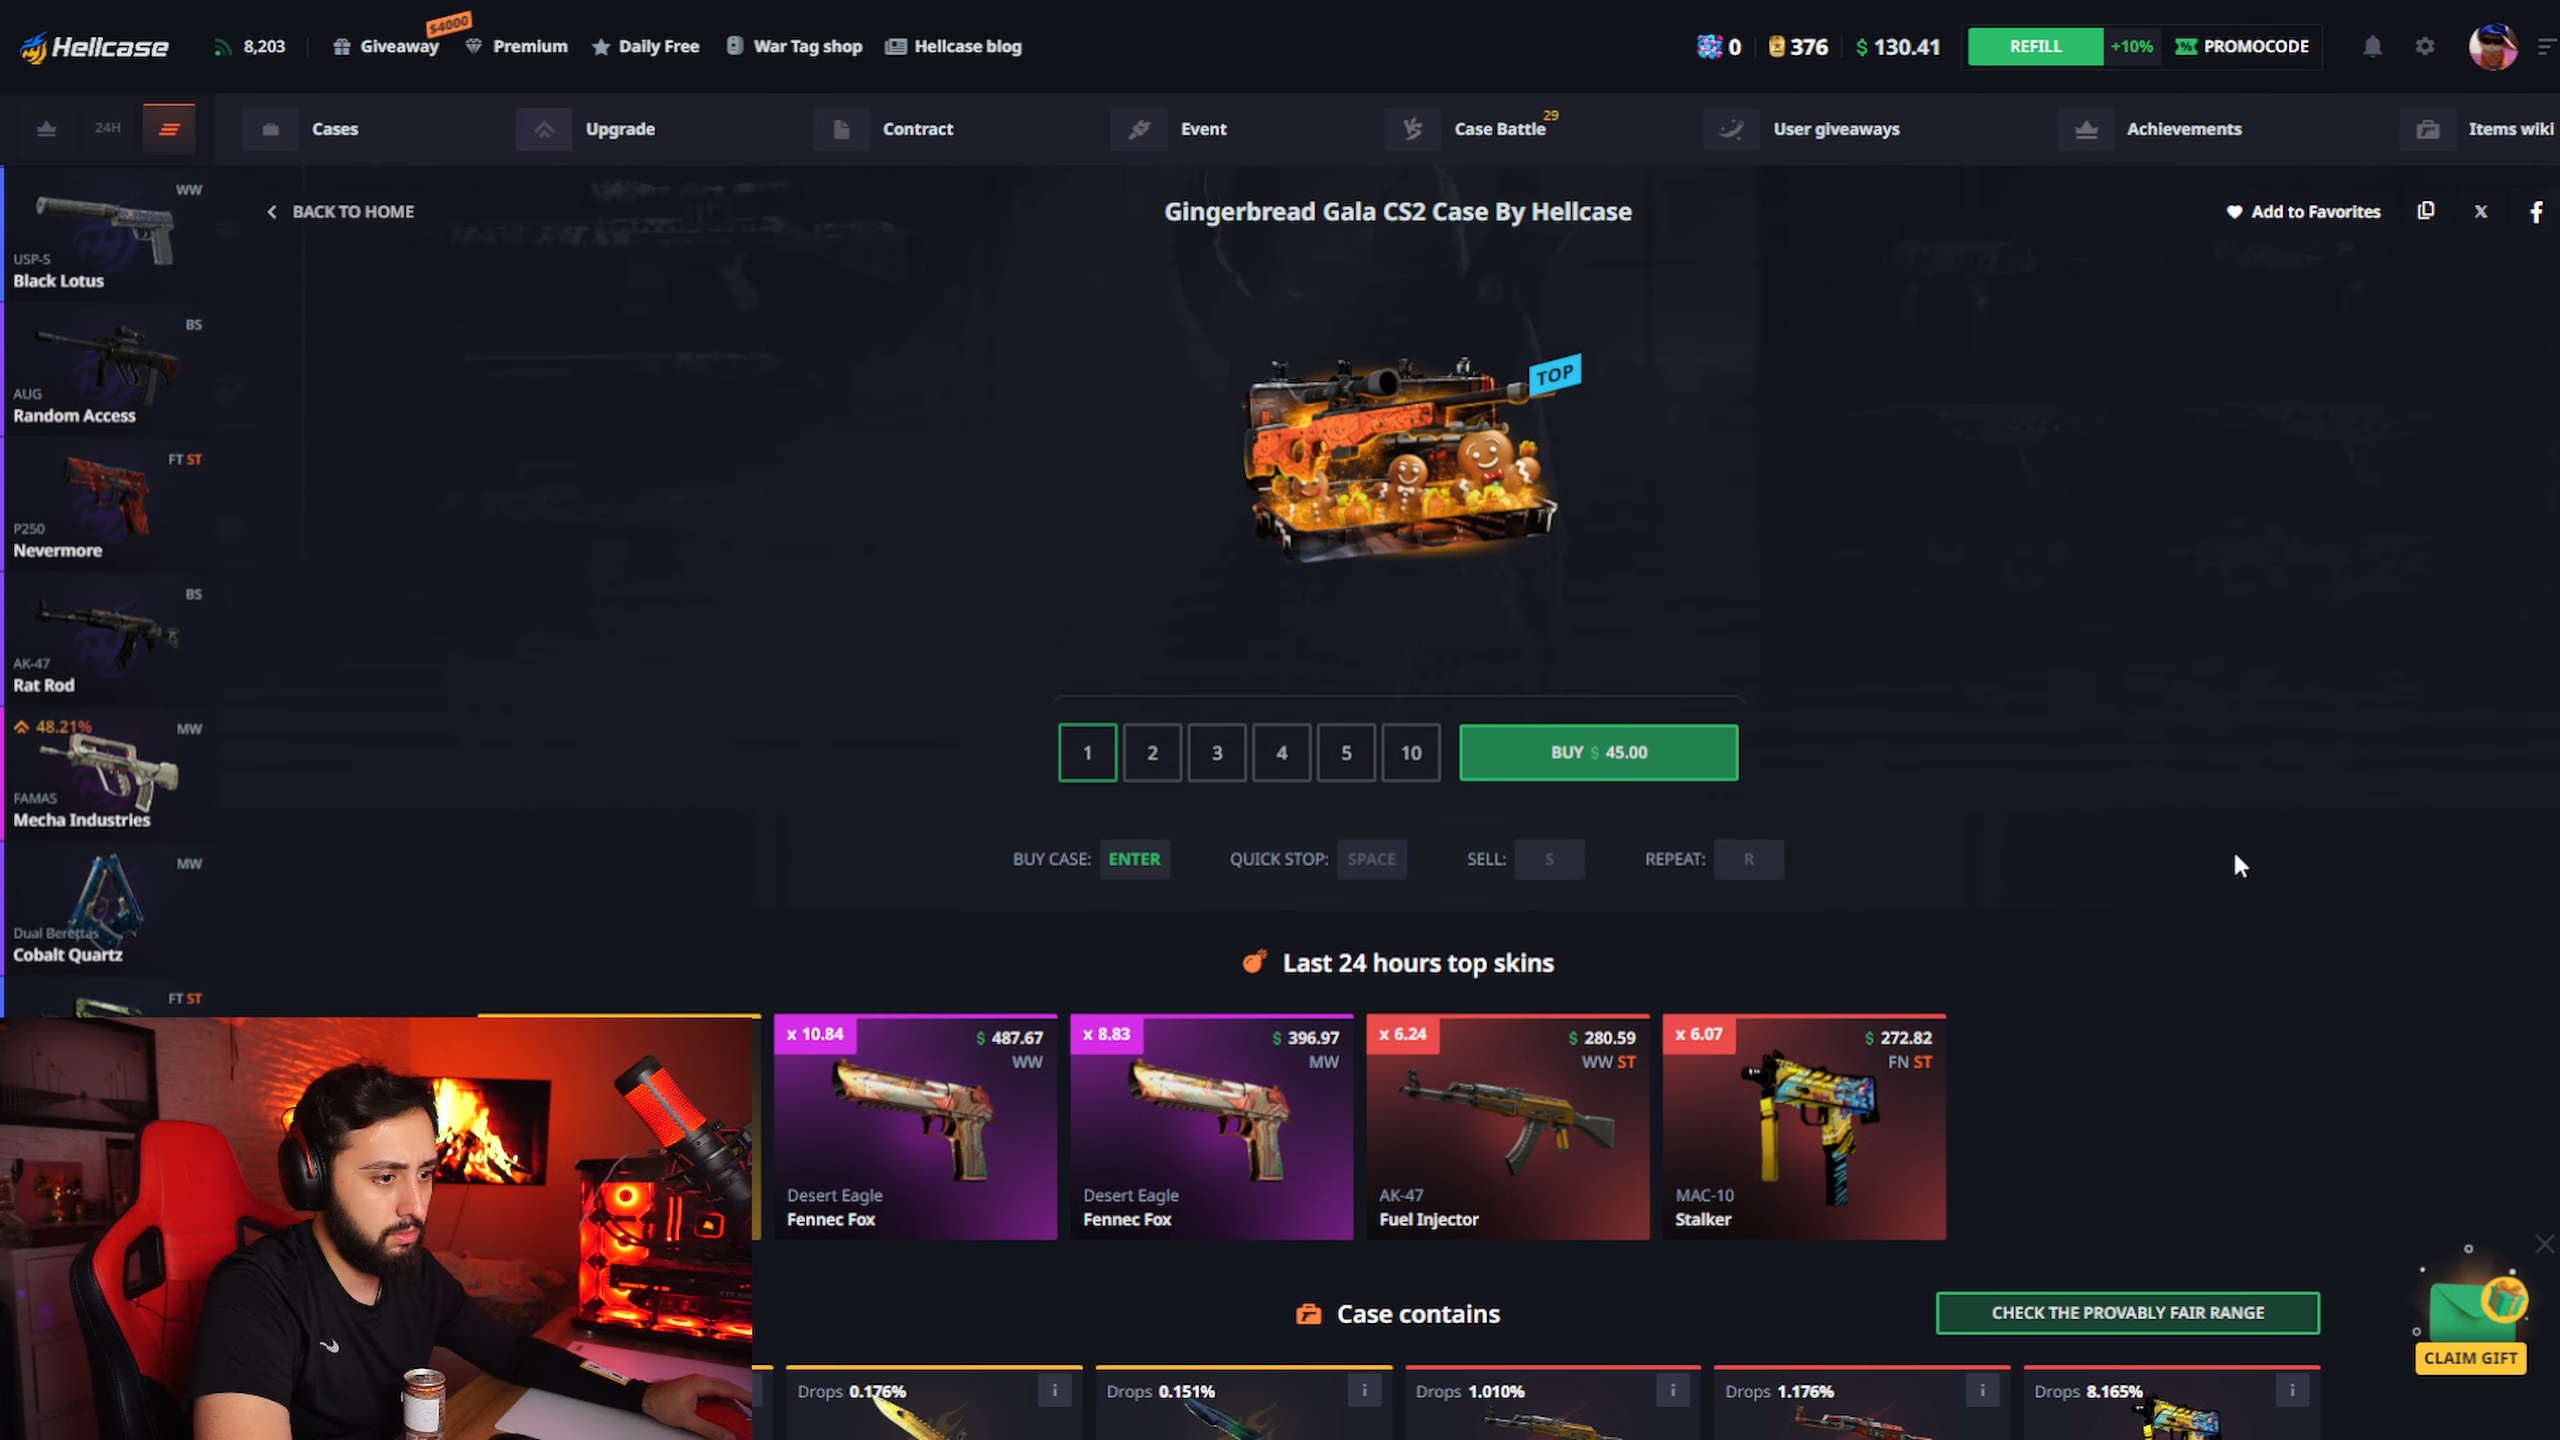 Hellcase
8,203
Giveaway
$4000
Premium
Daily Free
War Tag shop
Hellcase blog
0
376
$ 130.41
REFILL
+10%
PROMOCODE
24H
Cases
Upgrade
Contract
Event
Case Battle
29
User giveaways
Achievements
Items wiki
BACK TO HOME
Gingerbread Gala CS2 Case By Hellcase
Add to Favorites
WW
USP-S
Black Lotus
BS
AUG
Random Access
FT ST
P250
Nevermore
BS
AK-47
Rat Rod
48.21%
MW
FAMAS
Mecha Industries
MW
Dual Berettas
Cobalt Quartz
FT ST
TOP
1
2
3
4
5
10
BUY $ 45.00
BUY CASE: ENTER
QUICK STOP: SPACE
SELL: S
REPEAT: R
Last 24 hours top skins
x 10.84
$ 487.67
WW
Desert Eagle
Fennec Fox
x 8.83
$ 396.97
MW
Desert Eagle
Fennec Fox
x 6.24
$ 280.59
WW ST
AK-47
Fuel Injector
x 6.07
$ 272.82
FN ST
MAC-10
Stalker
Case contains
CHECK THE PROVABLY FAIR RANGE
CLAIM GIFT
Drops 0.176%
Drops 0.151%
Drops 1.010%
Drops 1.176%
Drops 8.165%